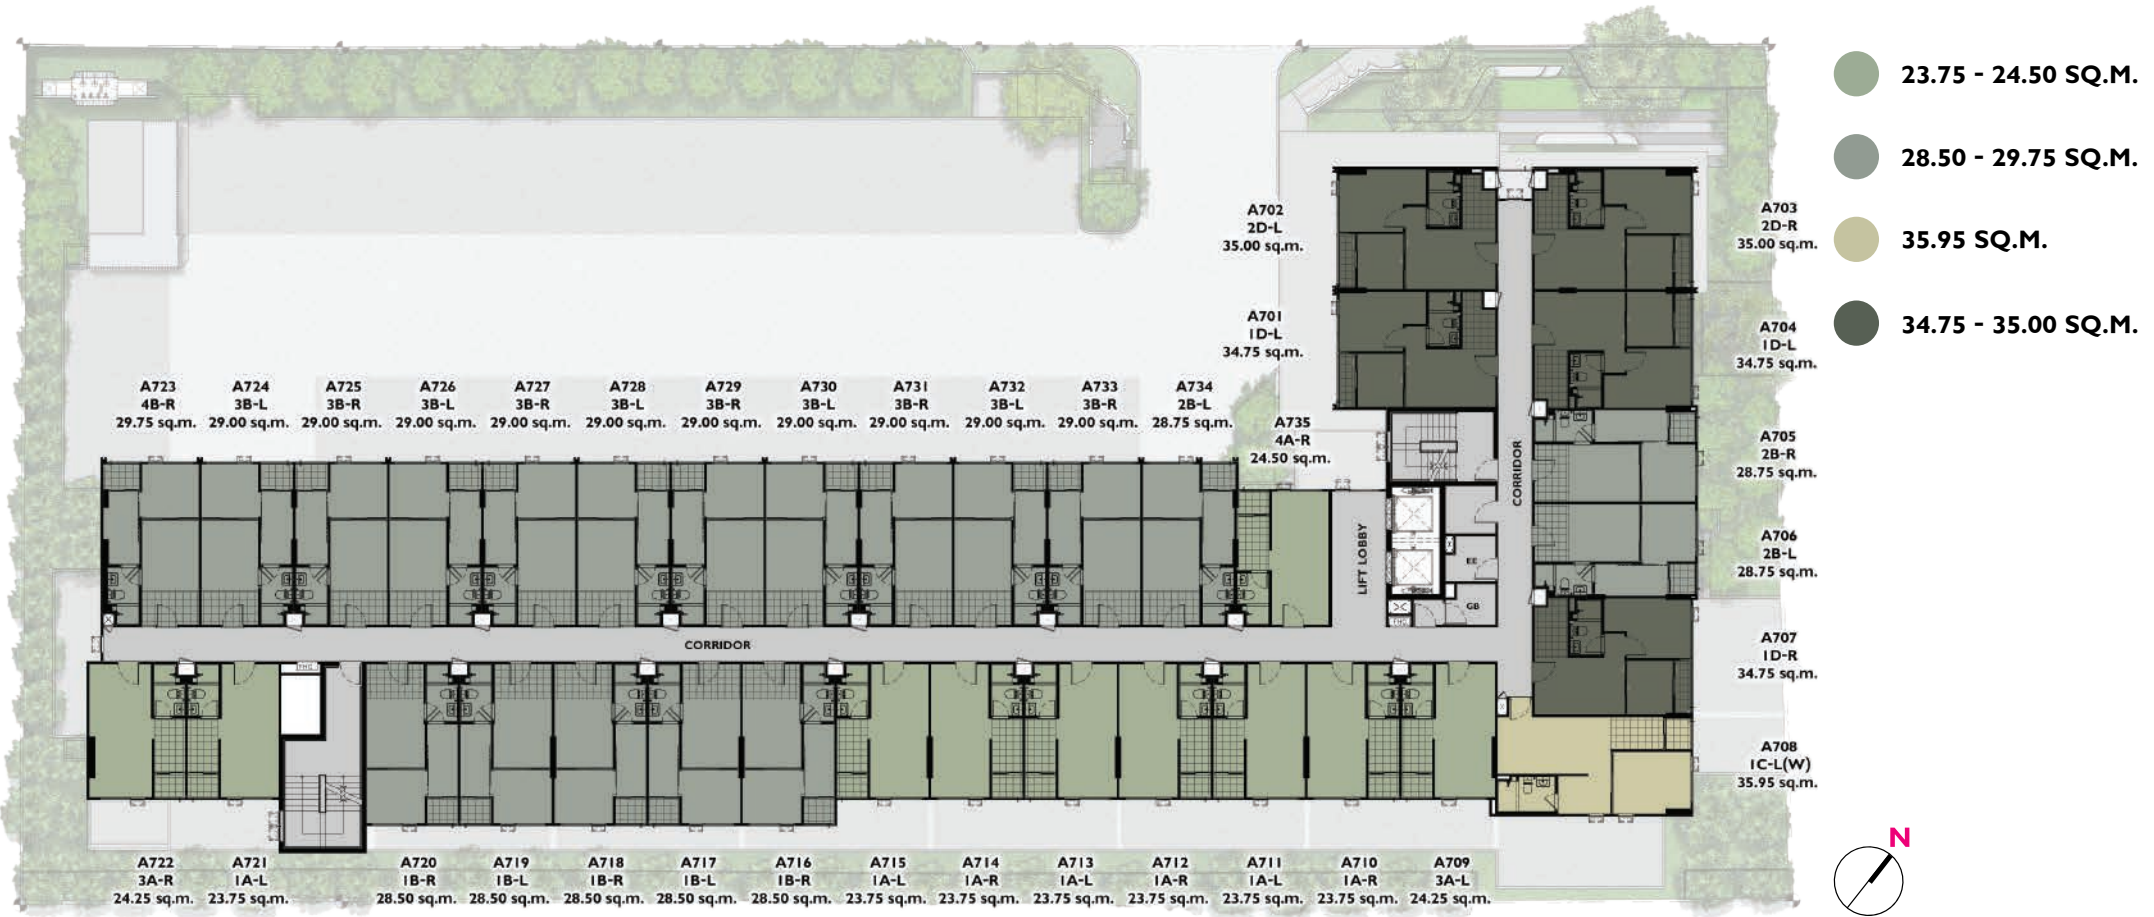 23.75 - 24.50 SQ.M.
28.50 - 29.75 SQ.M.
35.95 SQ.M.
34.75 - 35.00 SQ.M.
A702
2D-L
35.00 sq.m.
A703
2D-R
35.00 sq.m.
A701
1D-L
34.75 sq.m.
A704
1D-L
34.75 sq.m.
A723
4B-R
29.75 sq.m.
A724
3B-L
29.00 sq.m.
A725
3B-R
29.00 sq.m.
A726
3B-L
29.00 sq.m.
A727
3B-R
29.00 sq.m.
A728
3B-L
29.00 sq.m.
A729
3B-R
29.00 sq.m.
A730
3B-L
29.00 sq.m.
A731
3B-R
29.00 sq.m.
A732
3B-L
29.00 sq.m.
A733
3B-R
29.00 sq.m.
A734
2B-L
28.75 sq.m.
A735
4A-R
24.50 sq.m.
A705
2B-R
28.75 sq.m.
A706
2B-L
28.75 sq.m.
CORRIDOR
LIFT LOBBY
EE
GB
FHC
CORRIDOR
FHC
A707
1D-R
34.75 sq.m.
A708
1C-L(W)
35.95 sq.m.
A722
3A-R
24.25 sq.m.
A721
1A-L
23.75 sq.m.
A720
1B-R
28.50 sq.m.
A719
1B-L
28.50 sq.m.
A718
1B-R
28.50 sq.m.
A717
1B-L
28.50 sq.m.
A716
1B-R
28.50 sq.m.
A715
1A-L
23.75 sq.m.
A714
1A-R
23.75 sq.m.
A713
1A-L
23.75 sq.m.
A712
1A-R
23.75 sq.m.
A711
1A-L
23.75 sq.m.
A710
1A-R
23.75 sq.m.
A709
3A-L
24.25 sq.m.
N